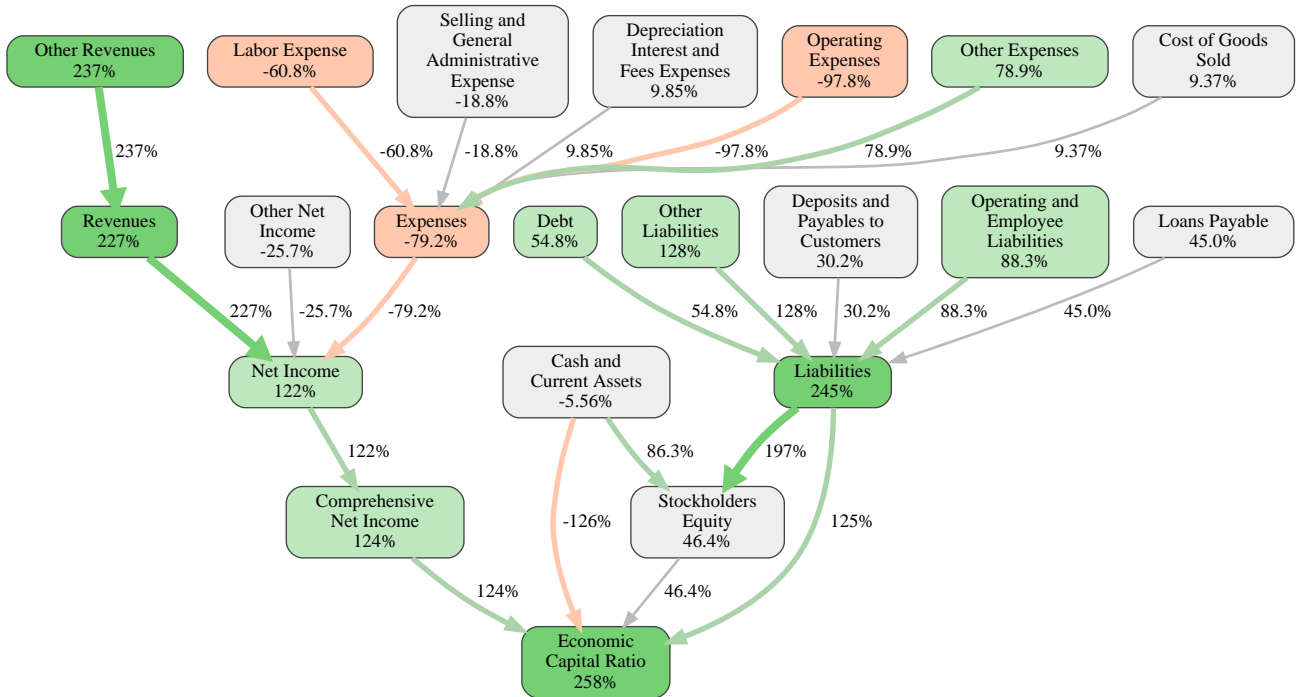 Other Revenues
237%
Labor Expense
-60.8%
Selling and
General
Administrative
Expense
-18.8%
Depreciation
Interest and
Fees Expenses
9.85%
Operating
Expenses
-97.8%
Other Expenses
78.9%
Cost of Goods
Sold
9.37%
237%
-60.8%
-18.8%
9.85%
-97.8%
78.9%
9.37%
Revenues
227%
Other Net
Income
-25.7%
Expenses
-79.2%
Debt
54.8%
Other
Liabilities
128%
Deposits and
Payables to
Customers
30.2%
Operating and
Employee
Liabilities
88.3%
Loans Payable
45.0%
227%
-25.7%
-79.2%
54.8%
128%
30.2%
88.3%
45.0%
Net Income
122%
Cash and
Current Assets
-5.56%
Liabilities
245%
122%
86.3%
197%
Comprehensive
Net Income
124%
-126%
Stockholders
Equity
46.4%
125%
124%
46.4%
Economic
Capital Ratio
258%